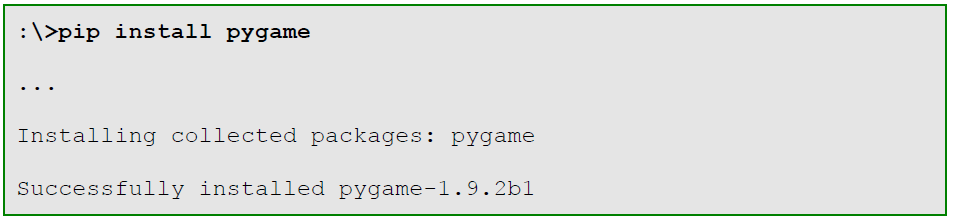 :\>pip install pygame
...
Installing collected packages: pygame
Successfully installed pygame-1.9.2b1